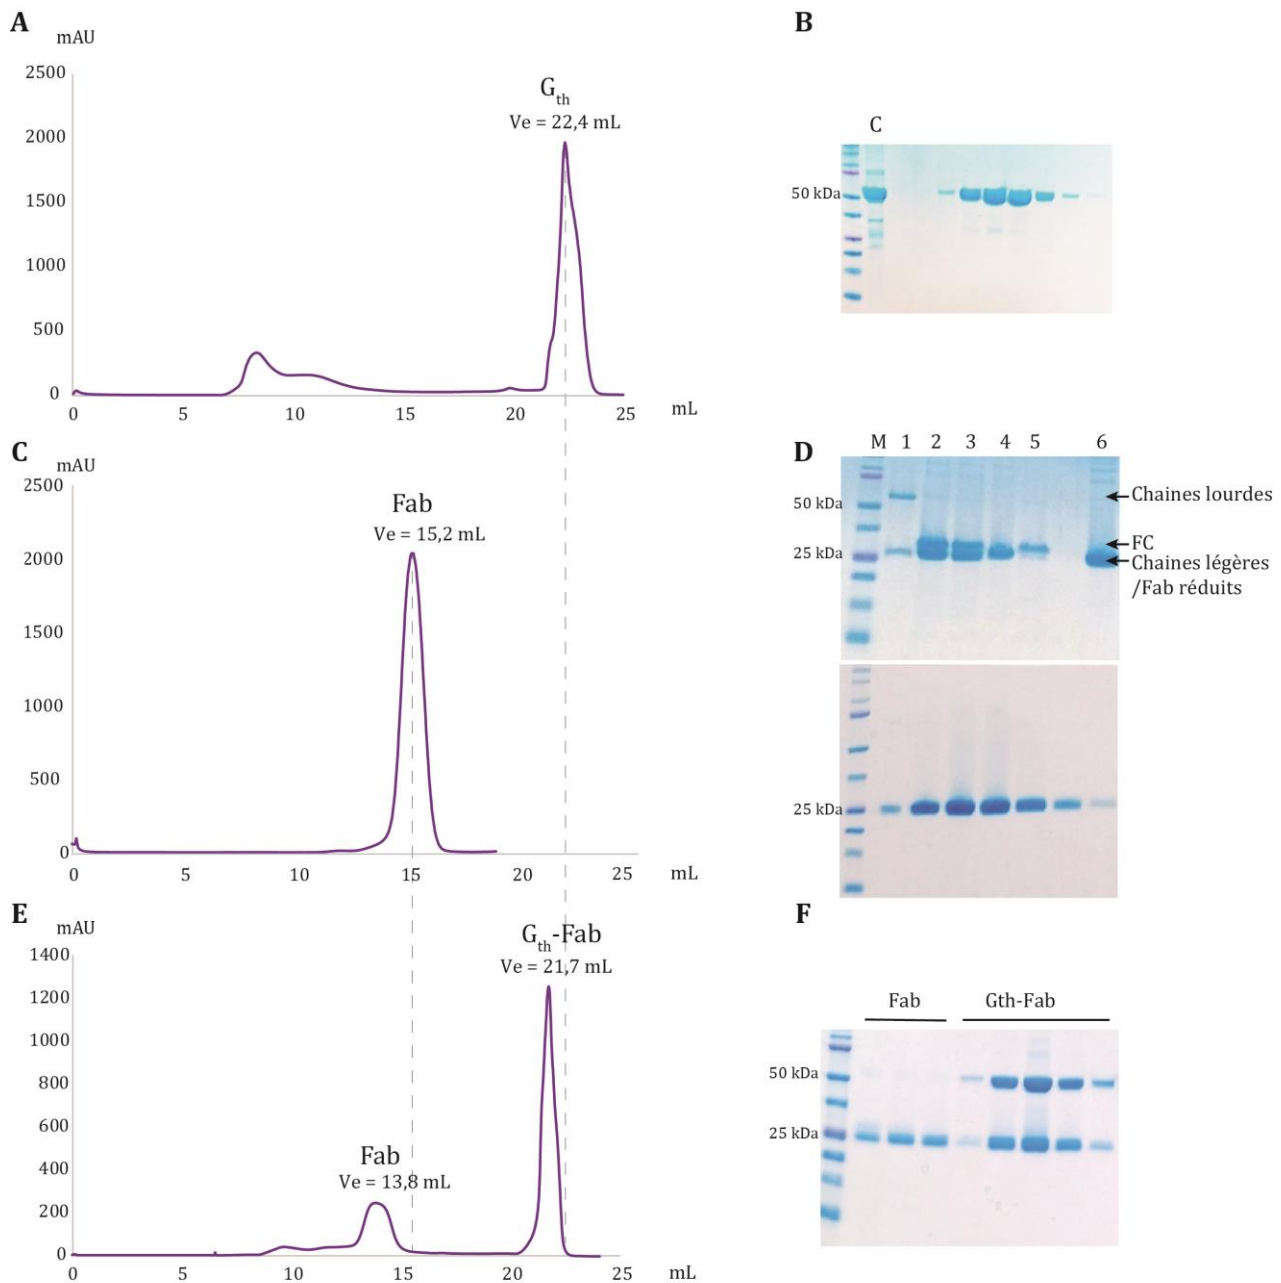 A
mAU
2500
2000
1500
1000
500
0
0 5 10 15 20 25 mL
G_th
Ve = 22,4 mL
B
C
50 kDa
C
mAU
2500
2000
1500
1000
500
0
0 5 10 15 20 25 mL
Fab
Ve = 15,2 mL
D
M 1 2 3 4 5 6
50 kDa
25 kDa
Chaines lourdes
FC
Chaines légères
/Fab réduits
25 kDa
E
mAU
1400
1200
1000
800
600
400
200
0
0 5 10 15 20 25 mL
Fab
Ve = 13,8 mL
G_th-Fab
Ve = 21,7 mL
F
Fab Gth-Fab
50 kDa
25 kDa